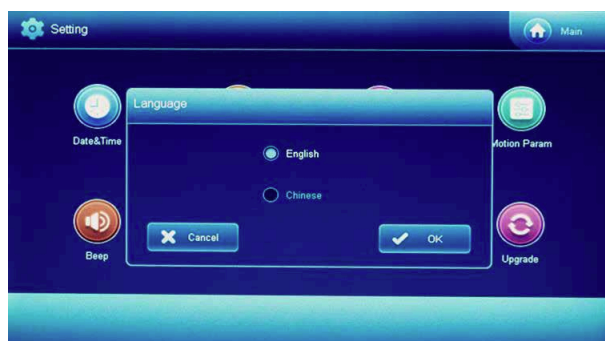 Setting
Main
Language
Date&Time
English
Motion Param
Chinese
Cancel
OK
Beep
Upgrade